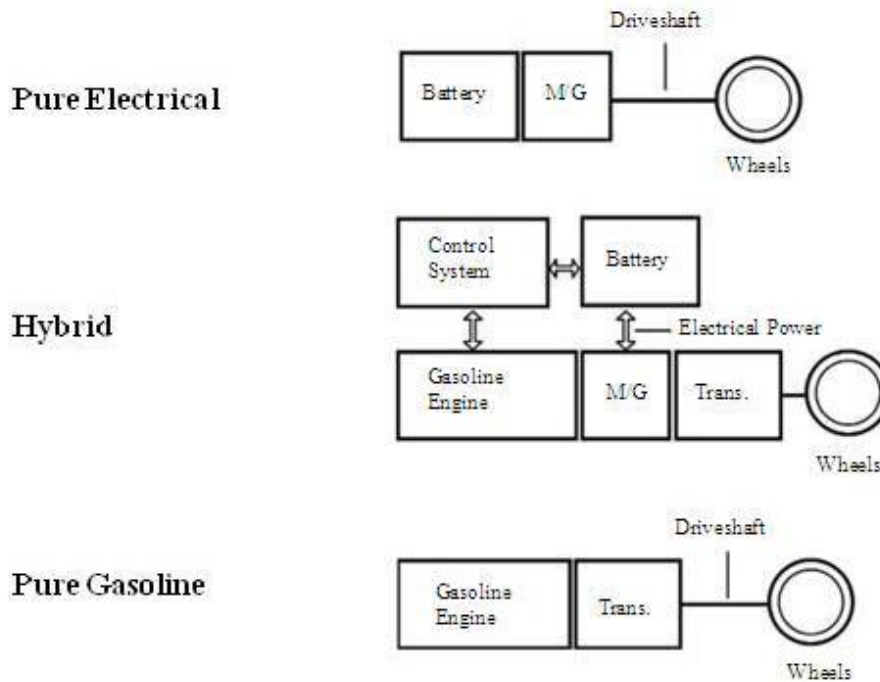 Driveshaft
Pure Electrical
Battery
M/G
Wheels
Control
System
Battery
Hybrid
Electrical Power
Gasoline
Engine
M/G
Trans.
Wheels
Driveshaft
Pure Gasoline
Gasoline
Engine
Trans.
Wheels